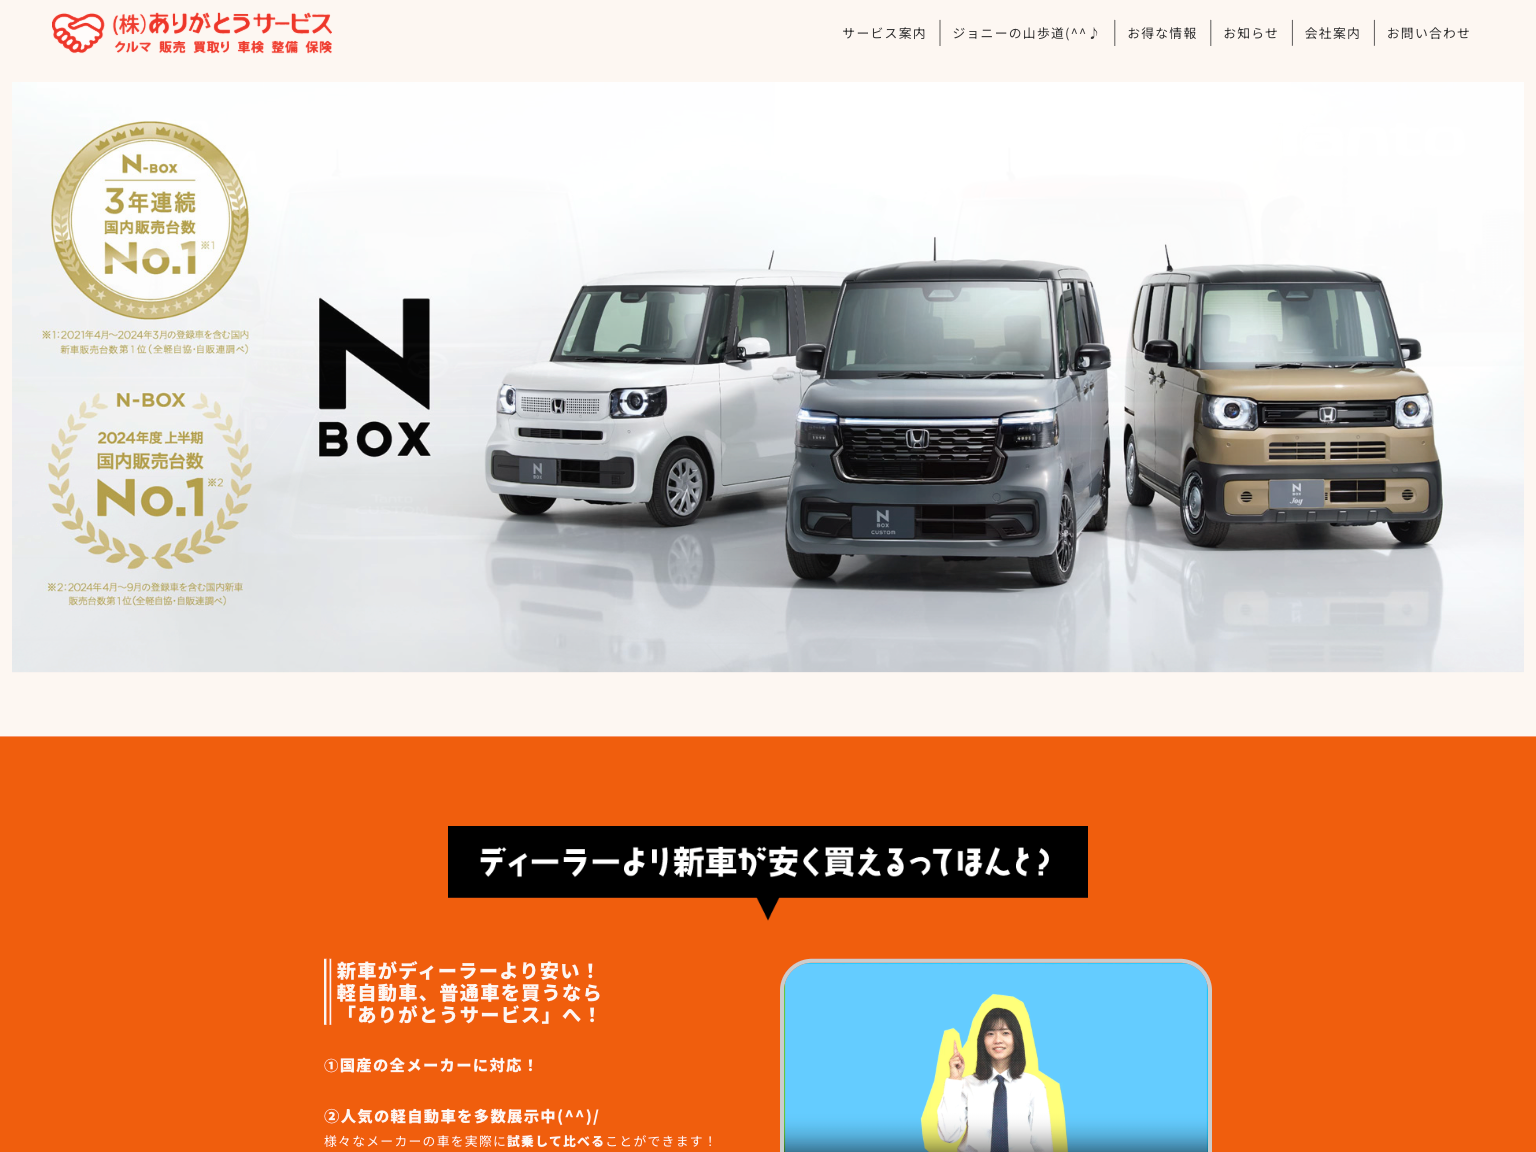 (株)ありがとうサービス
クルマ 販売 買取り 車検 整備 保険
サービス案内
ジョニーの山歩道(^^♪
お得な情報
お知らせ
会社案内
お問い合わせ
N-BOX
3年連続
国内販売台数
No.1 ※1
※1：2021年4月～2024年3月の登録車を含む国内
新車販売台数第1位（全軽自協・自販連調べ）
N-BOX
2024年度 上半期
国内販売台数
No.1 ※2
※2：2024年4月～9月の登録車を含む国内新車
販売台数第1位（全軽自協・自販連調べ）
N
BOX
N
BOX
N
BOX
CUSTOM
N
BOX
Joy
ディーラーより新車が安く買えるってほんと？
新車がディーラーより安い！
軽自動車、普通車を買うなら
「ありがとうサービス」へ！
①国産の全メーカーに対応！
②人気の軽自動車を多数展示中(^^)/
様々なメーカーの車を実際に試乗して比べることができます！